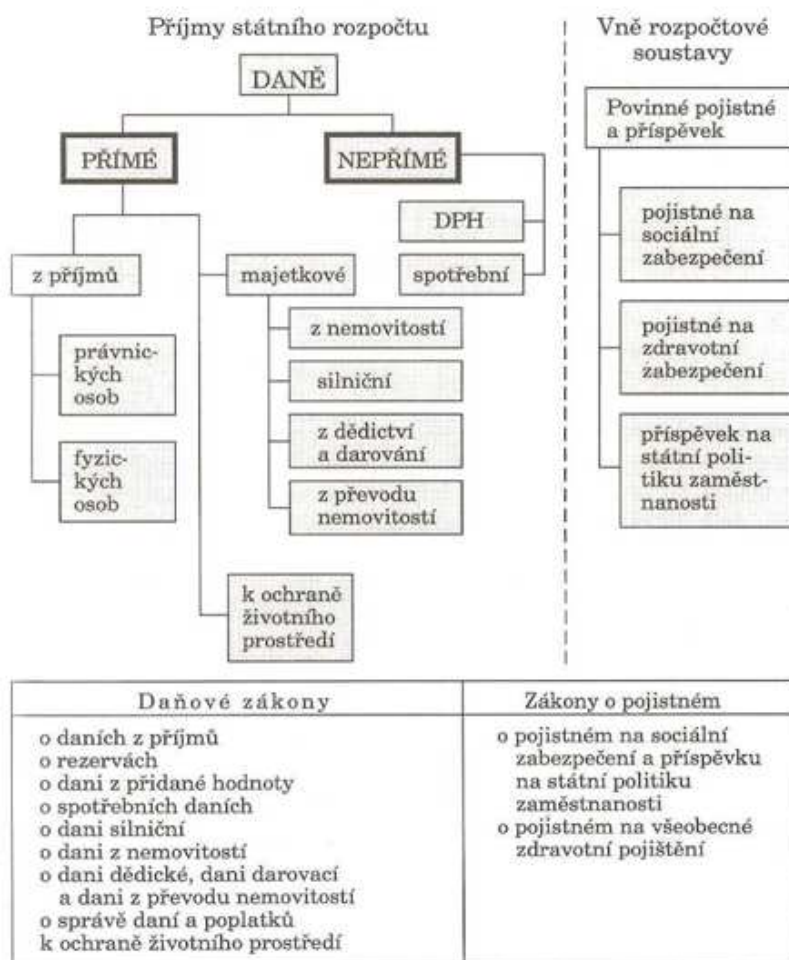 Příjmy státního rozpočtu
DANĚ
PŘÍMÉ
NEPŘÍMÉ
DPH
spotřební
z příjmů
právnic-
kých
osob
fyzic-
kých
osob
majetkové
z nemovitostí
silniční
z dědictví
a darování
z převodu
nemovitostí
k ochraně
životního
prostředí
Vně rozpočtové
soustavy
Povinné pojistné
a příspěvek
pojistné na
sociální
zabezpečení
pojistné na
zdravotní
zabezpečení
příspěvek na
státní poli-
tiku zaměst-
nanosti
Daňové zákony
o daních z příjmů
o rezervách
o dani z přidané hodnoty
o spotřebních daních
o dani silniční
o dani z nemovitostí
o dani dědické, dani darovací
a dani z převodu nemovitostí
o správě daní a poplatků
k ochraně životního prostředí
Zákony o pojistném
o pojistném na sociální
zabezpečení a příspěvku
na státní politiku
zaměstnanosti
o pojistném na všeobecné
zdravotní pojištění